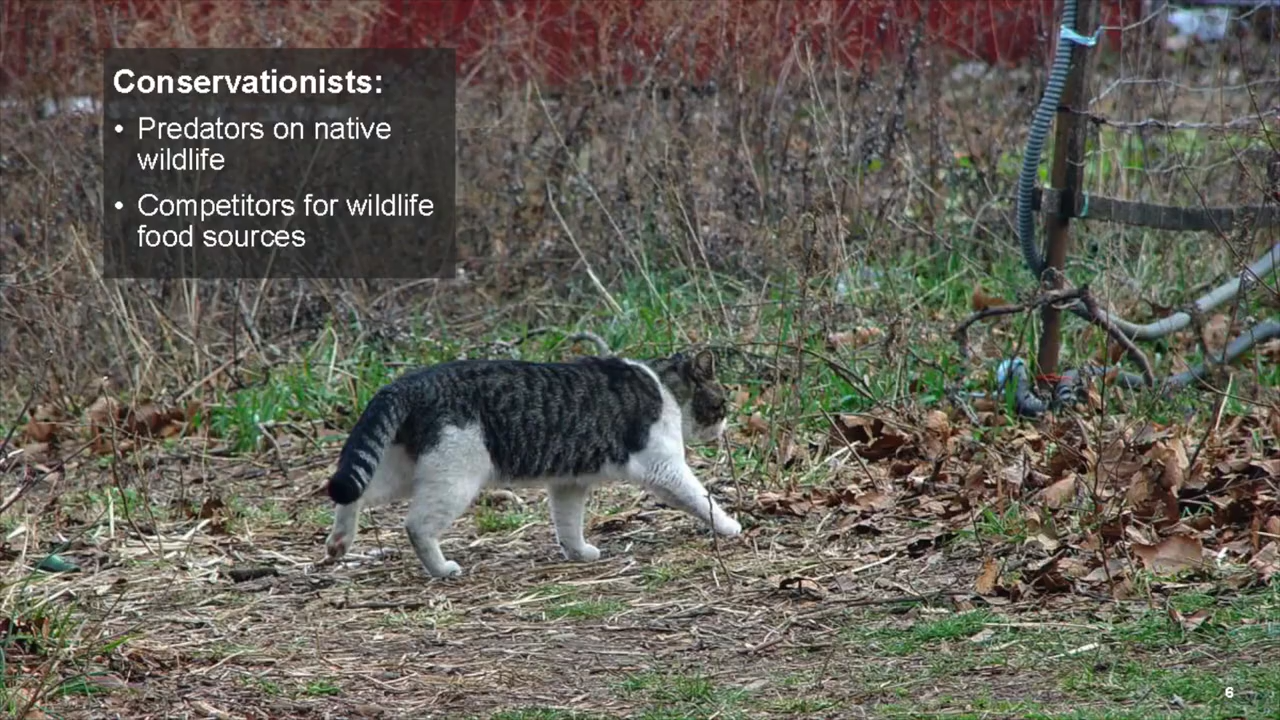 Conservationists:
• Predators on native
wildlife
• Competitors for wildlife
food sources
6